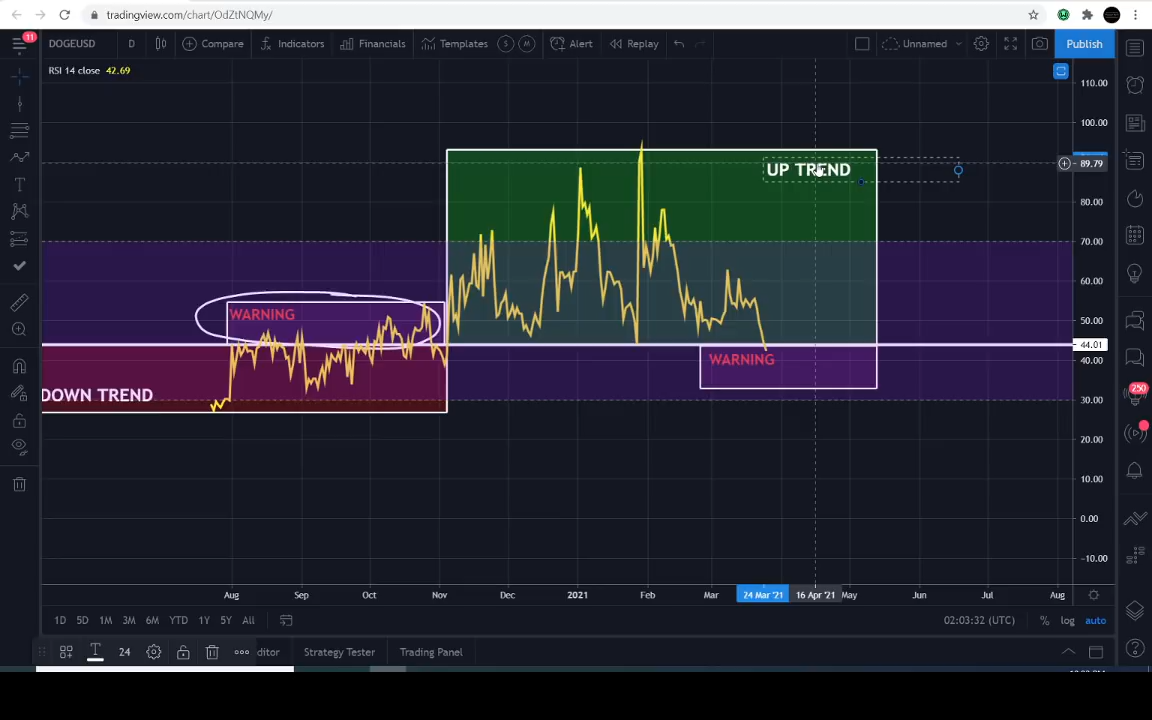 tradingview.com/chart/OdZtNQMy/
11
DOGEUSD
D
Compare
Indicators
Financials
Templates
S
M
Alert
Replay
Unnamed
Publish
RSI 14 close 42.69
110.00
100.00
89.79
80.00
70.00
60.00
50.00
44.01
40.00
30.00
20.00
10.00
0.00
-10.00
UP TREND
WARNING
WARNING
DOWN TREND
250
Aug
Sep
Oct
Nov
Dec
2021
Feb
Mar
24 Mar '21
16 Apr '21
May
Jun
Jul
Aug
1D
5D
1M
3M
6M
YTD
1Y
5Y
All
02:03:32 (UTC)
%
log
auto
T
24
ditor
Strategy Tester
Trading Panel